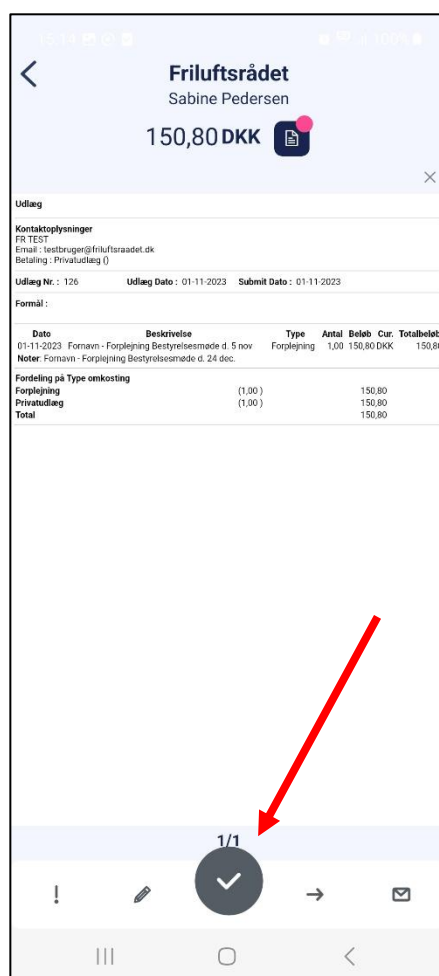 15:14
100%
Friluftsrådet
Sabine Pedersen
150,80 DKK
Udlæg
Kontaktoplysninger
FR TEST
Email : testbruger@friluftsraadet.dk
Betaling : Privatudlæg ()
Udlæg Nr. : 126 Udlæg Dato : 01-11-2023 Submit Dato : 01-11-2023
Formål :
Dato Beskrivelse Type Antal Beløb Cur. Totalbeløb
01-11-2023 Fornavn - Forplejning Bestyrelsesmøde d. 5 nov Forplejning 1,00 150,80 DKK 150,80
Noter: Fornavn - Forplejning Bestyrelsesmøde d. 24 dec.
Fordeling på Type omkosting
Forplejning (1,00 ) 150,80
Privatudlæg (1,00 ) 150,80
Total 150,80
1/1